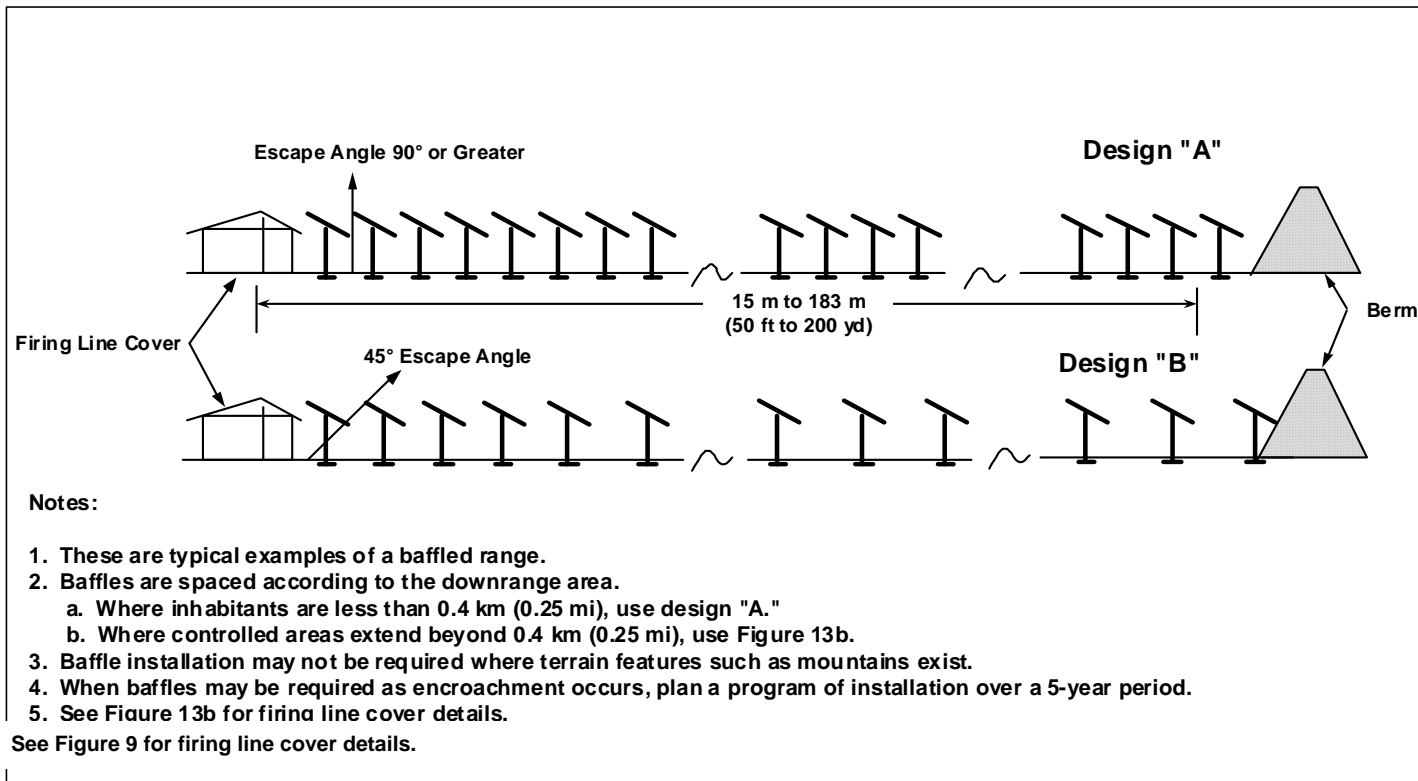 Escape Angle 90° or Greater
Design "A"
15 m to 183 m
(50 ft to 200 yd)
Berm
Firing Line Cover
45° Escape Angle
Design "B"
Notes:
1. These are typical examples of a baffled range.
2. Baffles are spaced according to the downrange area.
a. Where inhabitants are less than 0.4 km (0.25 mi), use design "A."
b. Where controlled areas extend beyond 0.4 km (0.25 mi), use Figure 13b.
3. Baffle installation may not be required where terrain features such as mountains exist.
4. When baffles may be required as encroachment occurs, plan a program of installation over a 5-year period.
5. See Figure 13b for firing line cover details.
See Figure 9 for firing line cover details.